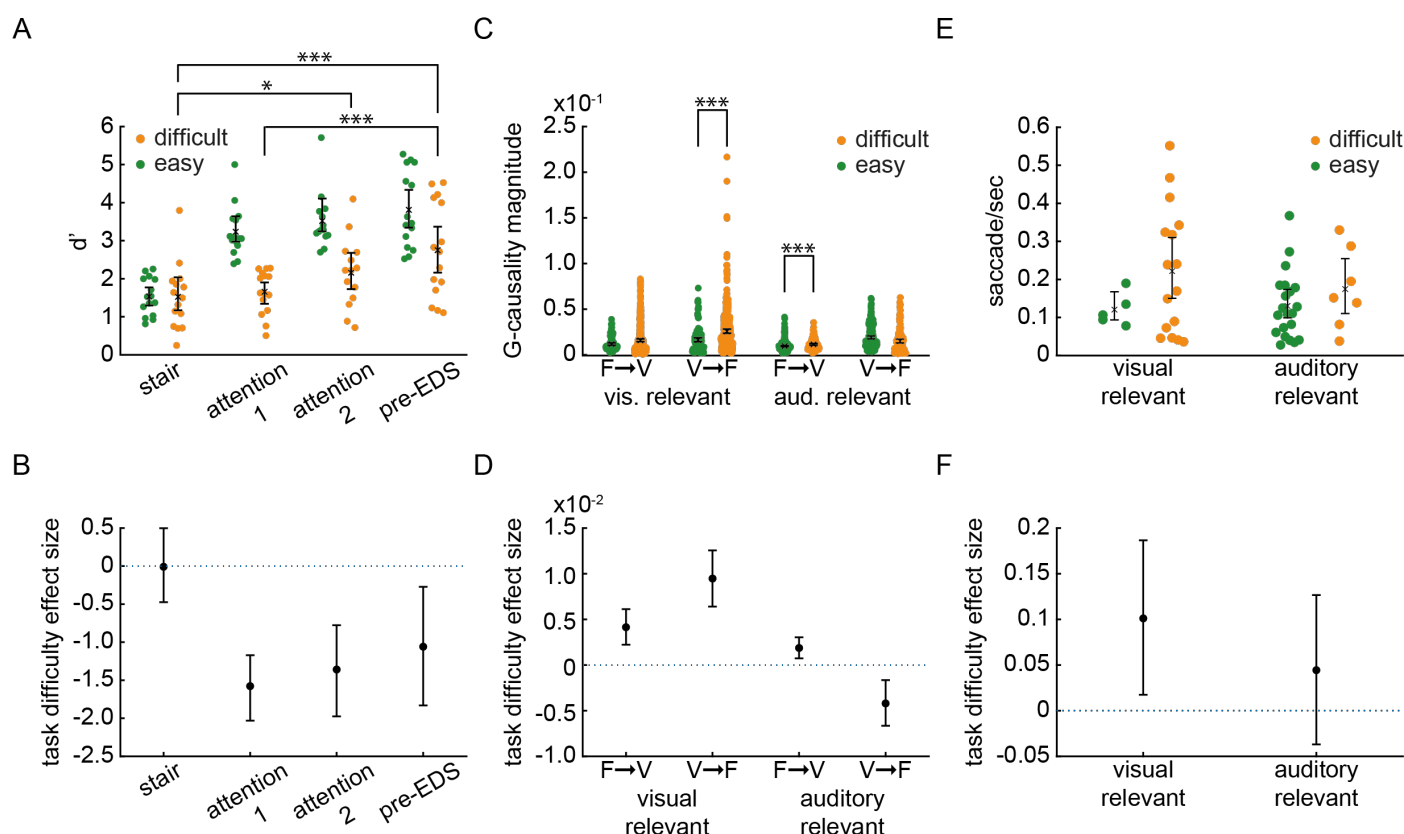 A
***
*
***
difficult
easy
6
5
4
3
2
1
0
d'
stair
attention
1
attention
2
pre-EDS
C
x10-1
***
***
difficult
easy
2.5
2.0
1.5
1.0
0.5
0
G-causality magnitude
F→V
V→F
F→V
V→F
vis. relevant
aud. relevant
E
difficult
easy
0.6
0.5
0.4
0.3
0.2
0.1
0
saccade/sec
visual
relevant
auditory
relevant
B
0.5
0
-0.5
-1.0
-1.5
-2.0
-2.5
task difficulty effect size
stair
attention
1
attention
2
pre-EDS
D
x10-2
1.5
1.0
0.5
0
-0.5
-1.0
task difficulty effect size
F→V
V→F
F→V
V→F
visual
relevant
auditory
relevant
F
0.2
0.15
0.1
0.05
0
-0.05
task difficulty effect size
visual
relevant
auditory
relevant